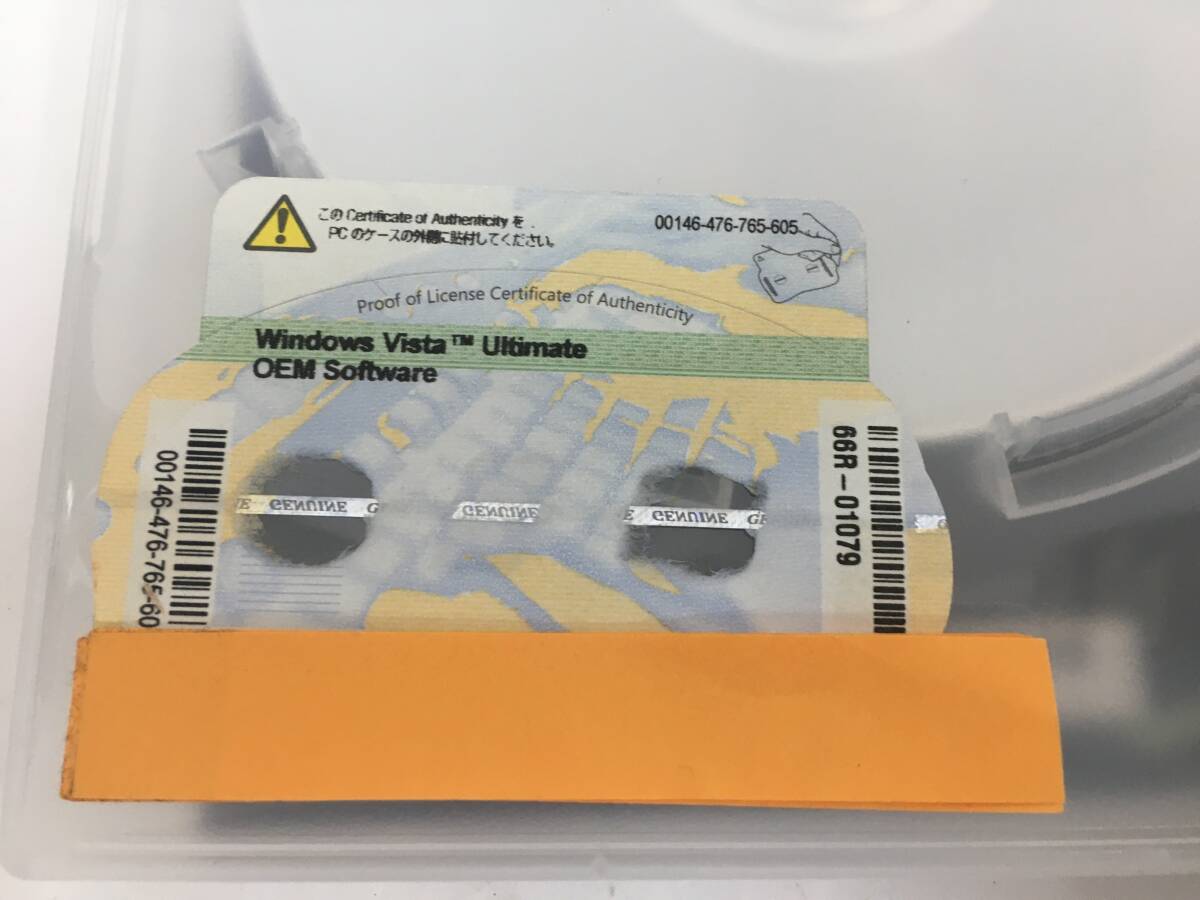 この Certificate of Authenticity を
PC のケースの外側に貼付してください。
00146-476-765-605
Proof of License Certificate of Authenticity
Windows Vista™ Ultimate
OEM Software
00146-476-765-60
E GENUINE G
GENUINE
E GENUINE GE
66R-01079